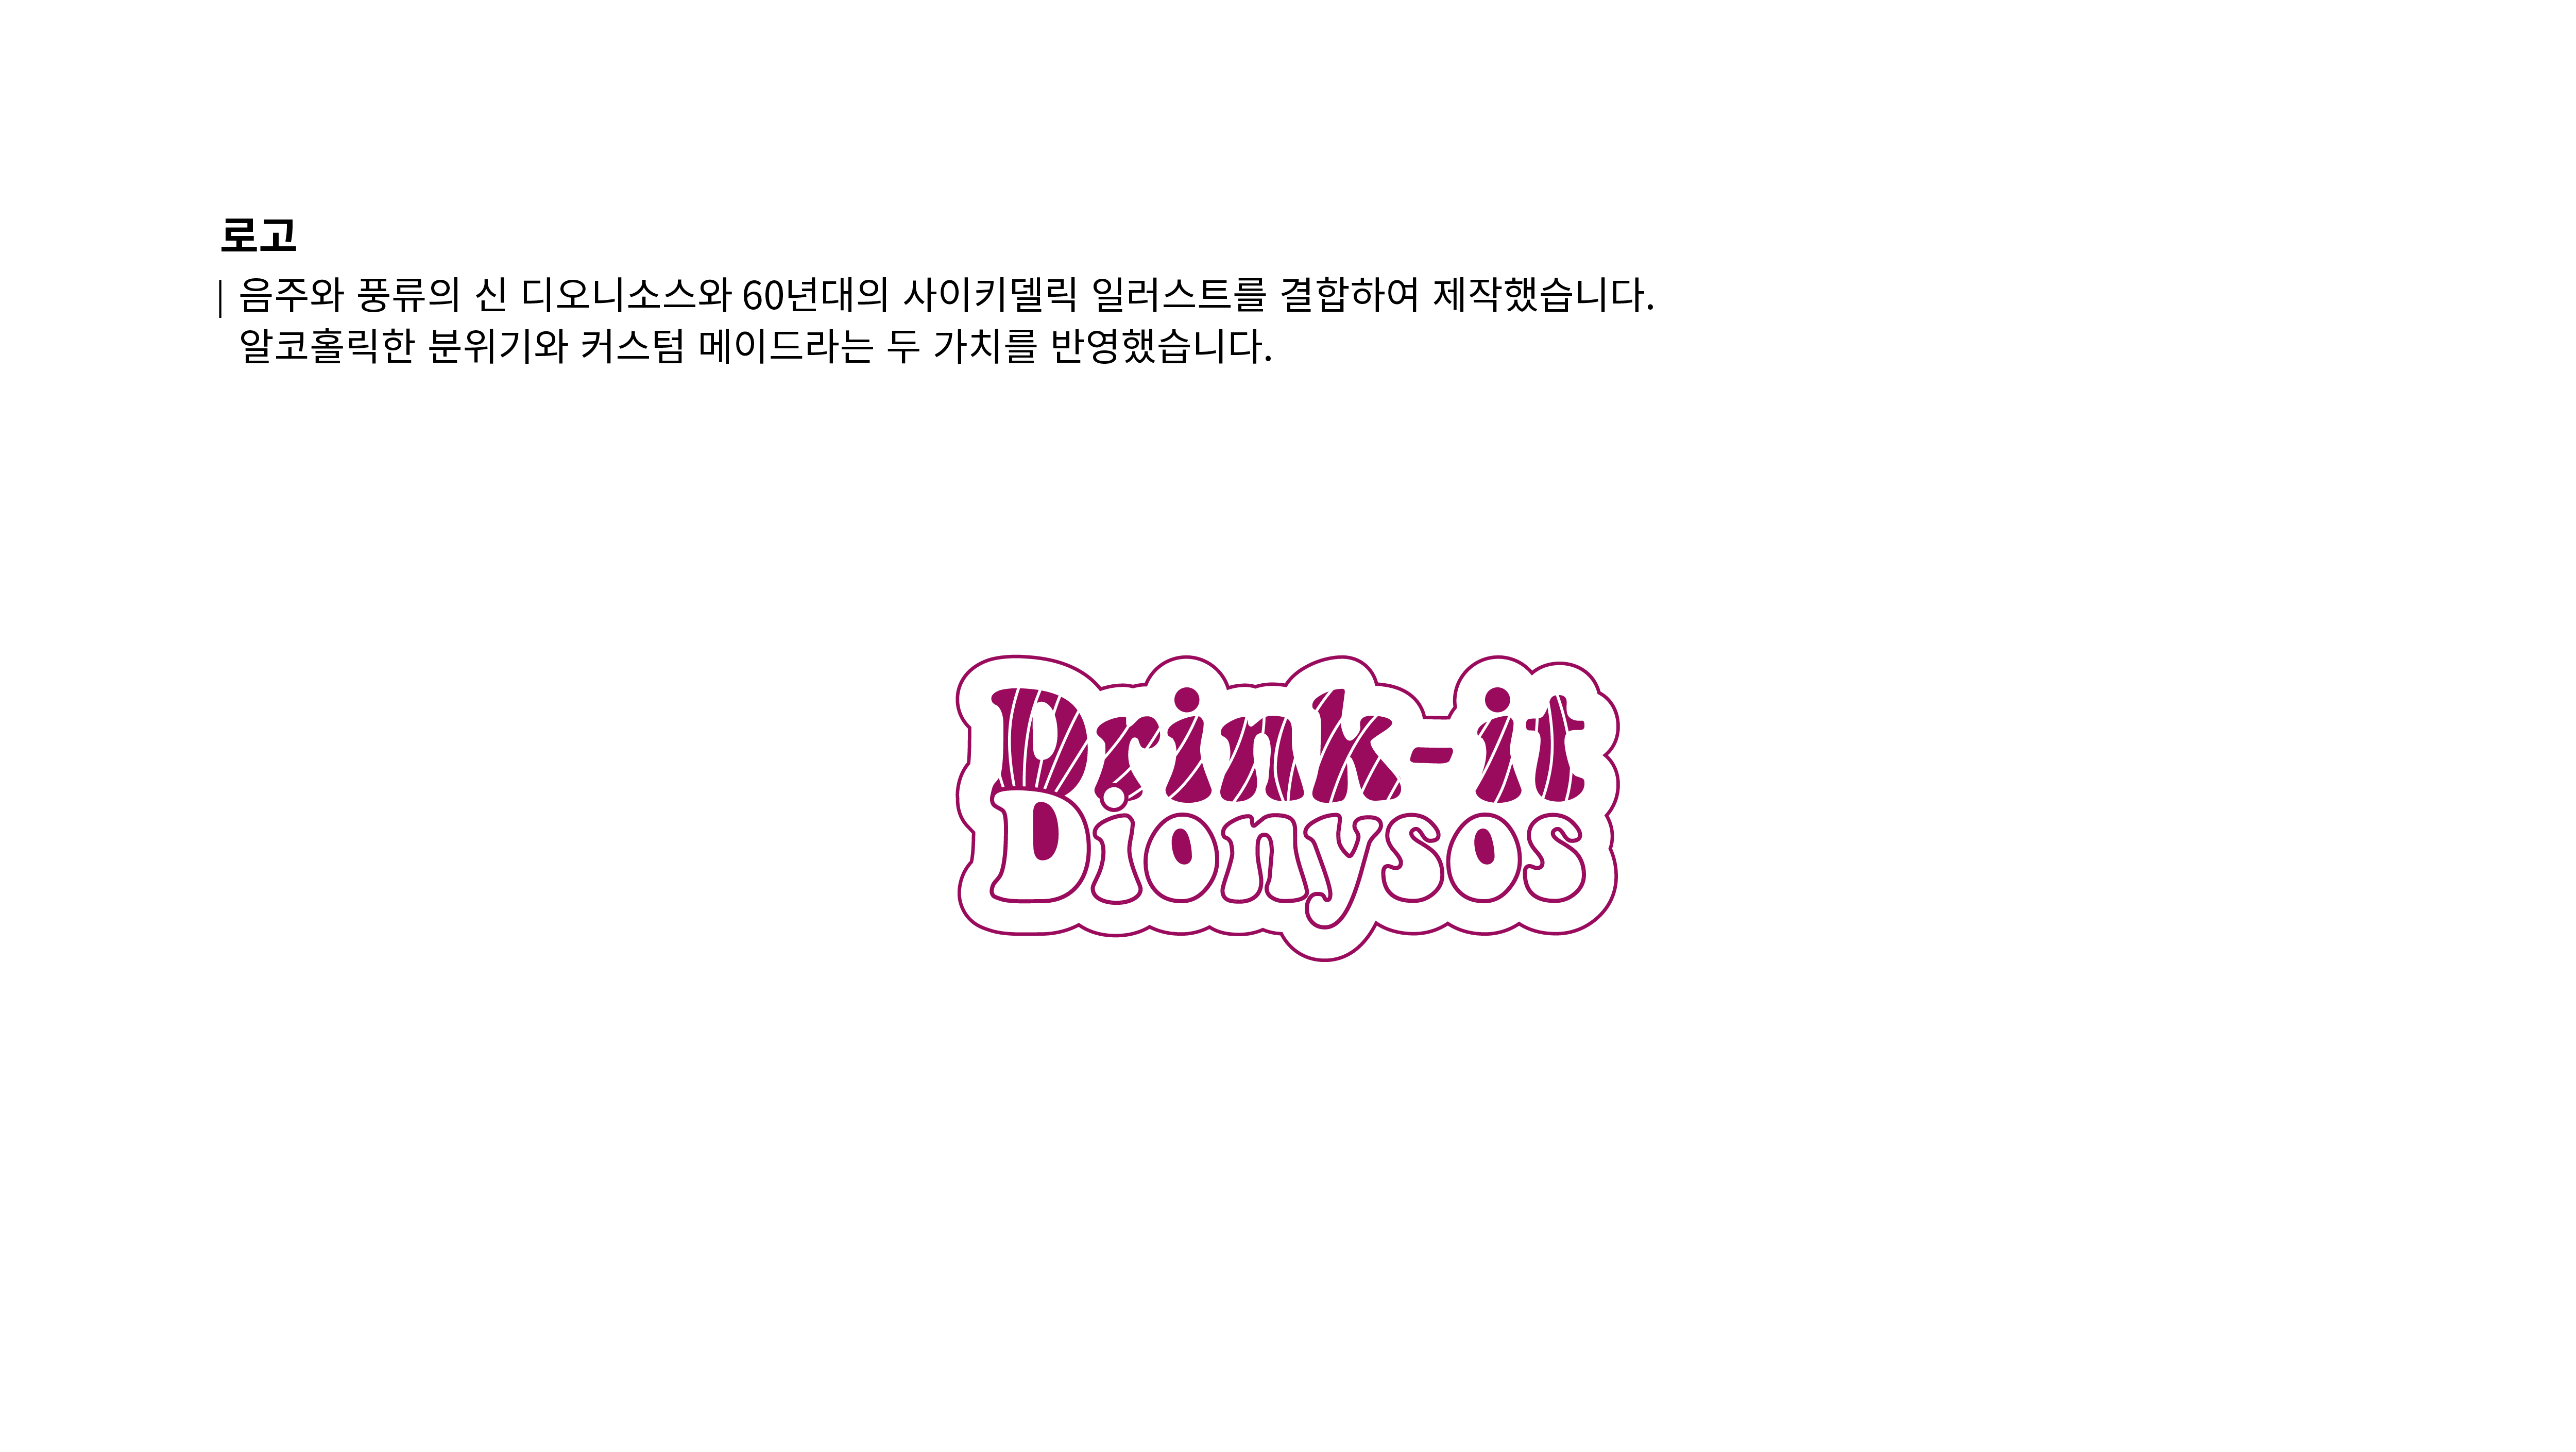 로고
음주와 풍류의 신 디오니소스와 60년대의 사이키델릭 일러스트를 결합하여 제작했습니다.
알코홀릭한 분위기와 커스텀 메이드라는 두 가치를 반영했습니다.
Drink-it
Dionysos